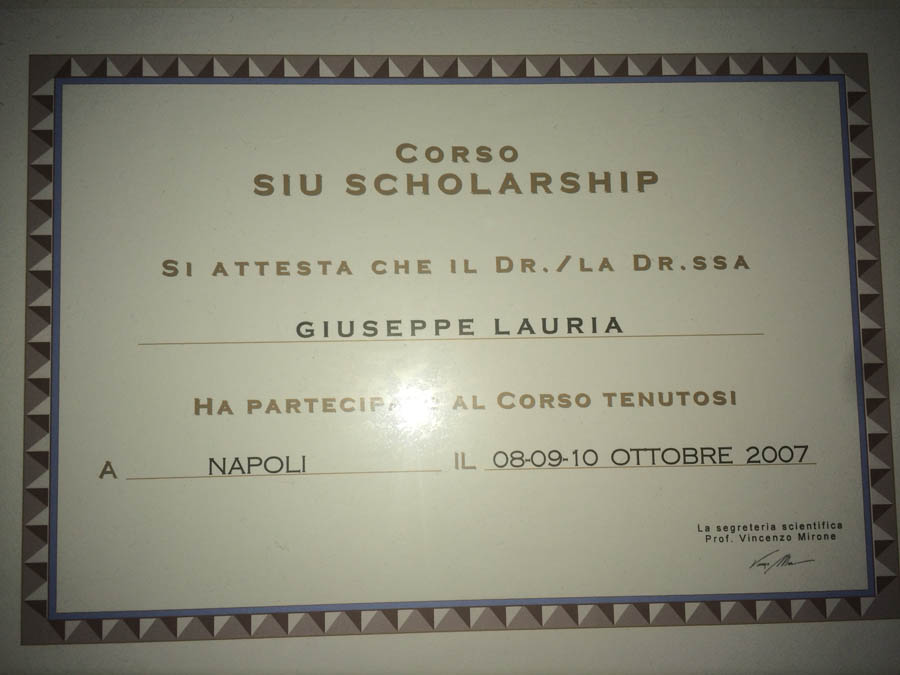 CORSO
SIU SCHOLARSHIP
SI ATTESTA CHE IL DR./LA DR.SSA
GIUSEPPE LAURIA
HA AL CORSO TENUTOSI
A NAPOLI IL 08-09-10 OTTOBRE 2007
La segreteria scientifica
Prof. Vincenzo Mirone